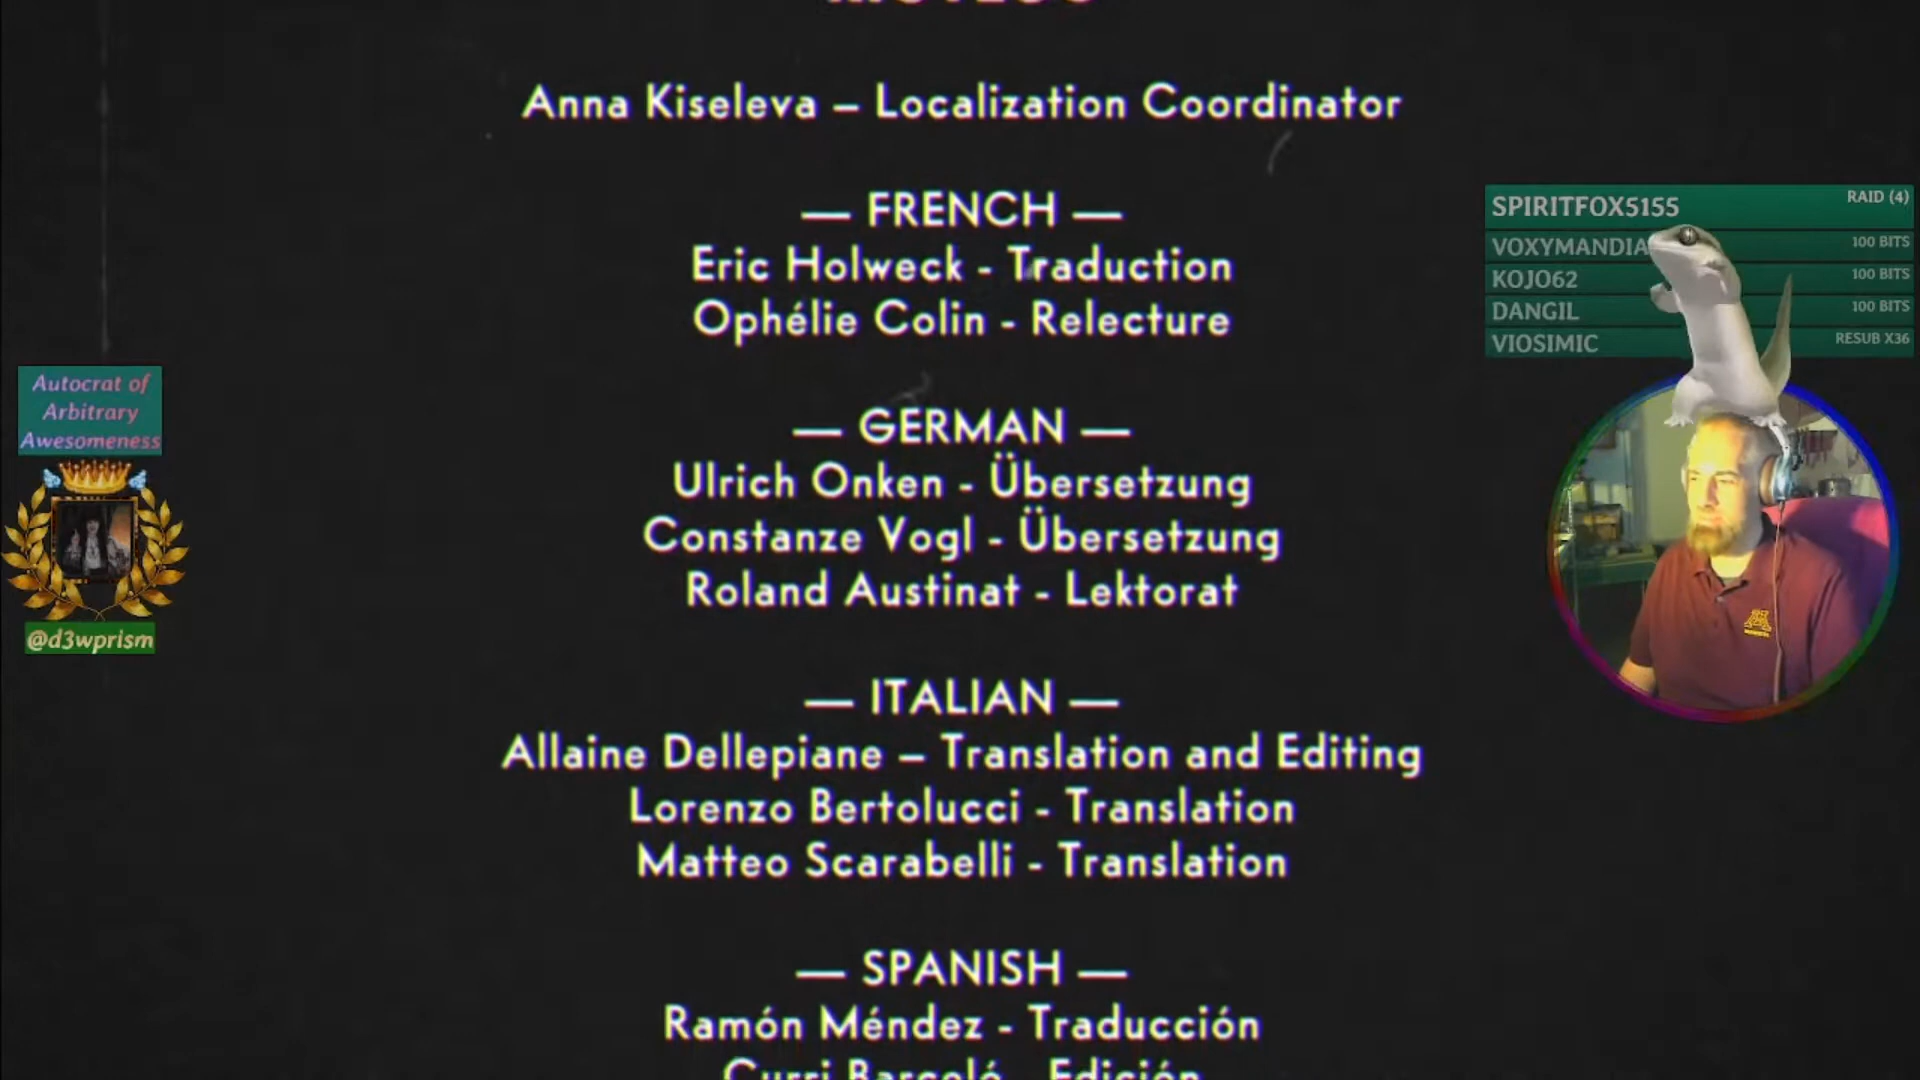 Anna Kiseleva – Localization Coordinator
— FRENCH —
Eric Holweck - Traduction
Ophélie Colin - Relecture
— GERMAN —
Ulrich Onken - Übersetzung
Constanze Vogl - Übersetzung
Roland Austinat - Lektorat
— ITALIAN —
Allaine Dellepiane – Translation and Editing
Lorenzo Bertolucci - Translation
Matteo Scarabelli - Translation
— SPANISH —
Ramón Méndez - Traducción
Curri Barceló - Edición
Autocrat of
Arbitrary
Awesomeness
@d3wprism
SPIRITFOX5155 RAID (4)
VOXYMANDIA 100 BITS
KOJO62 100 BITS
DANGIL 100 BITS
VIOSIMIC RESUB X36